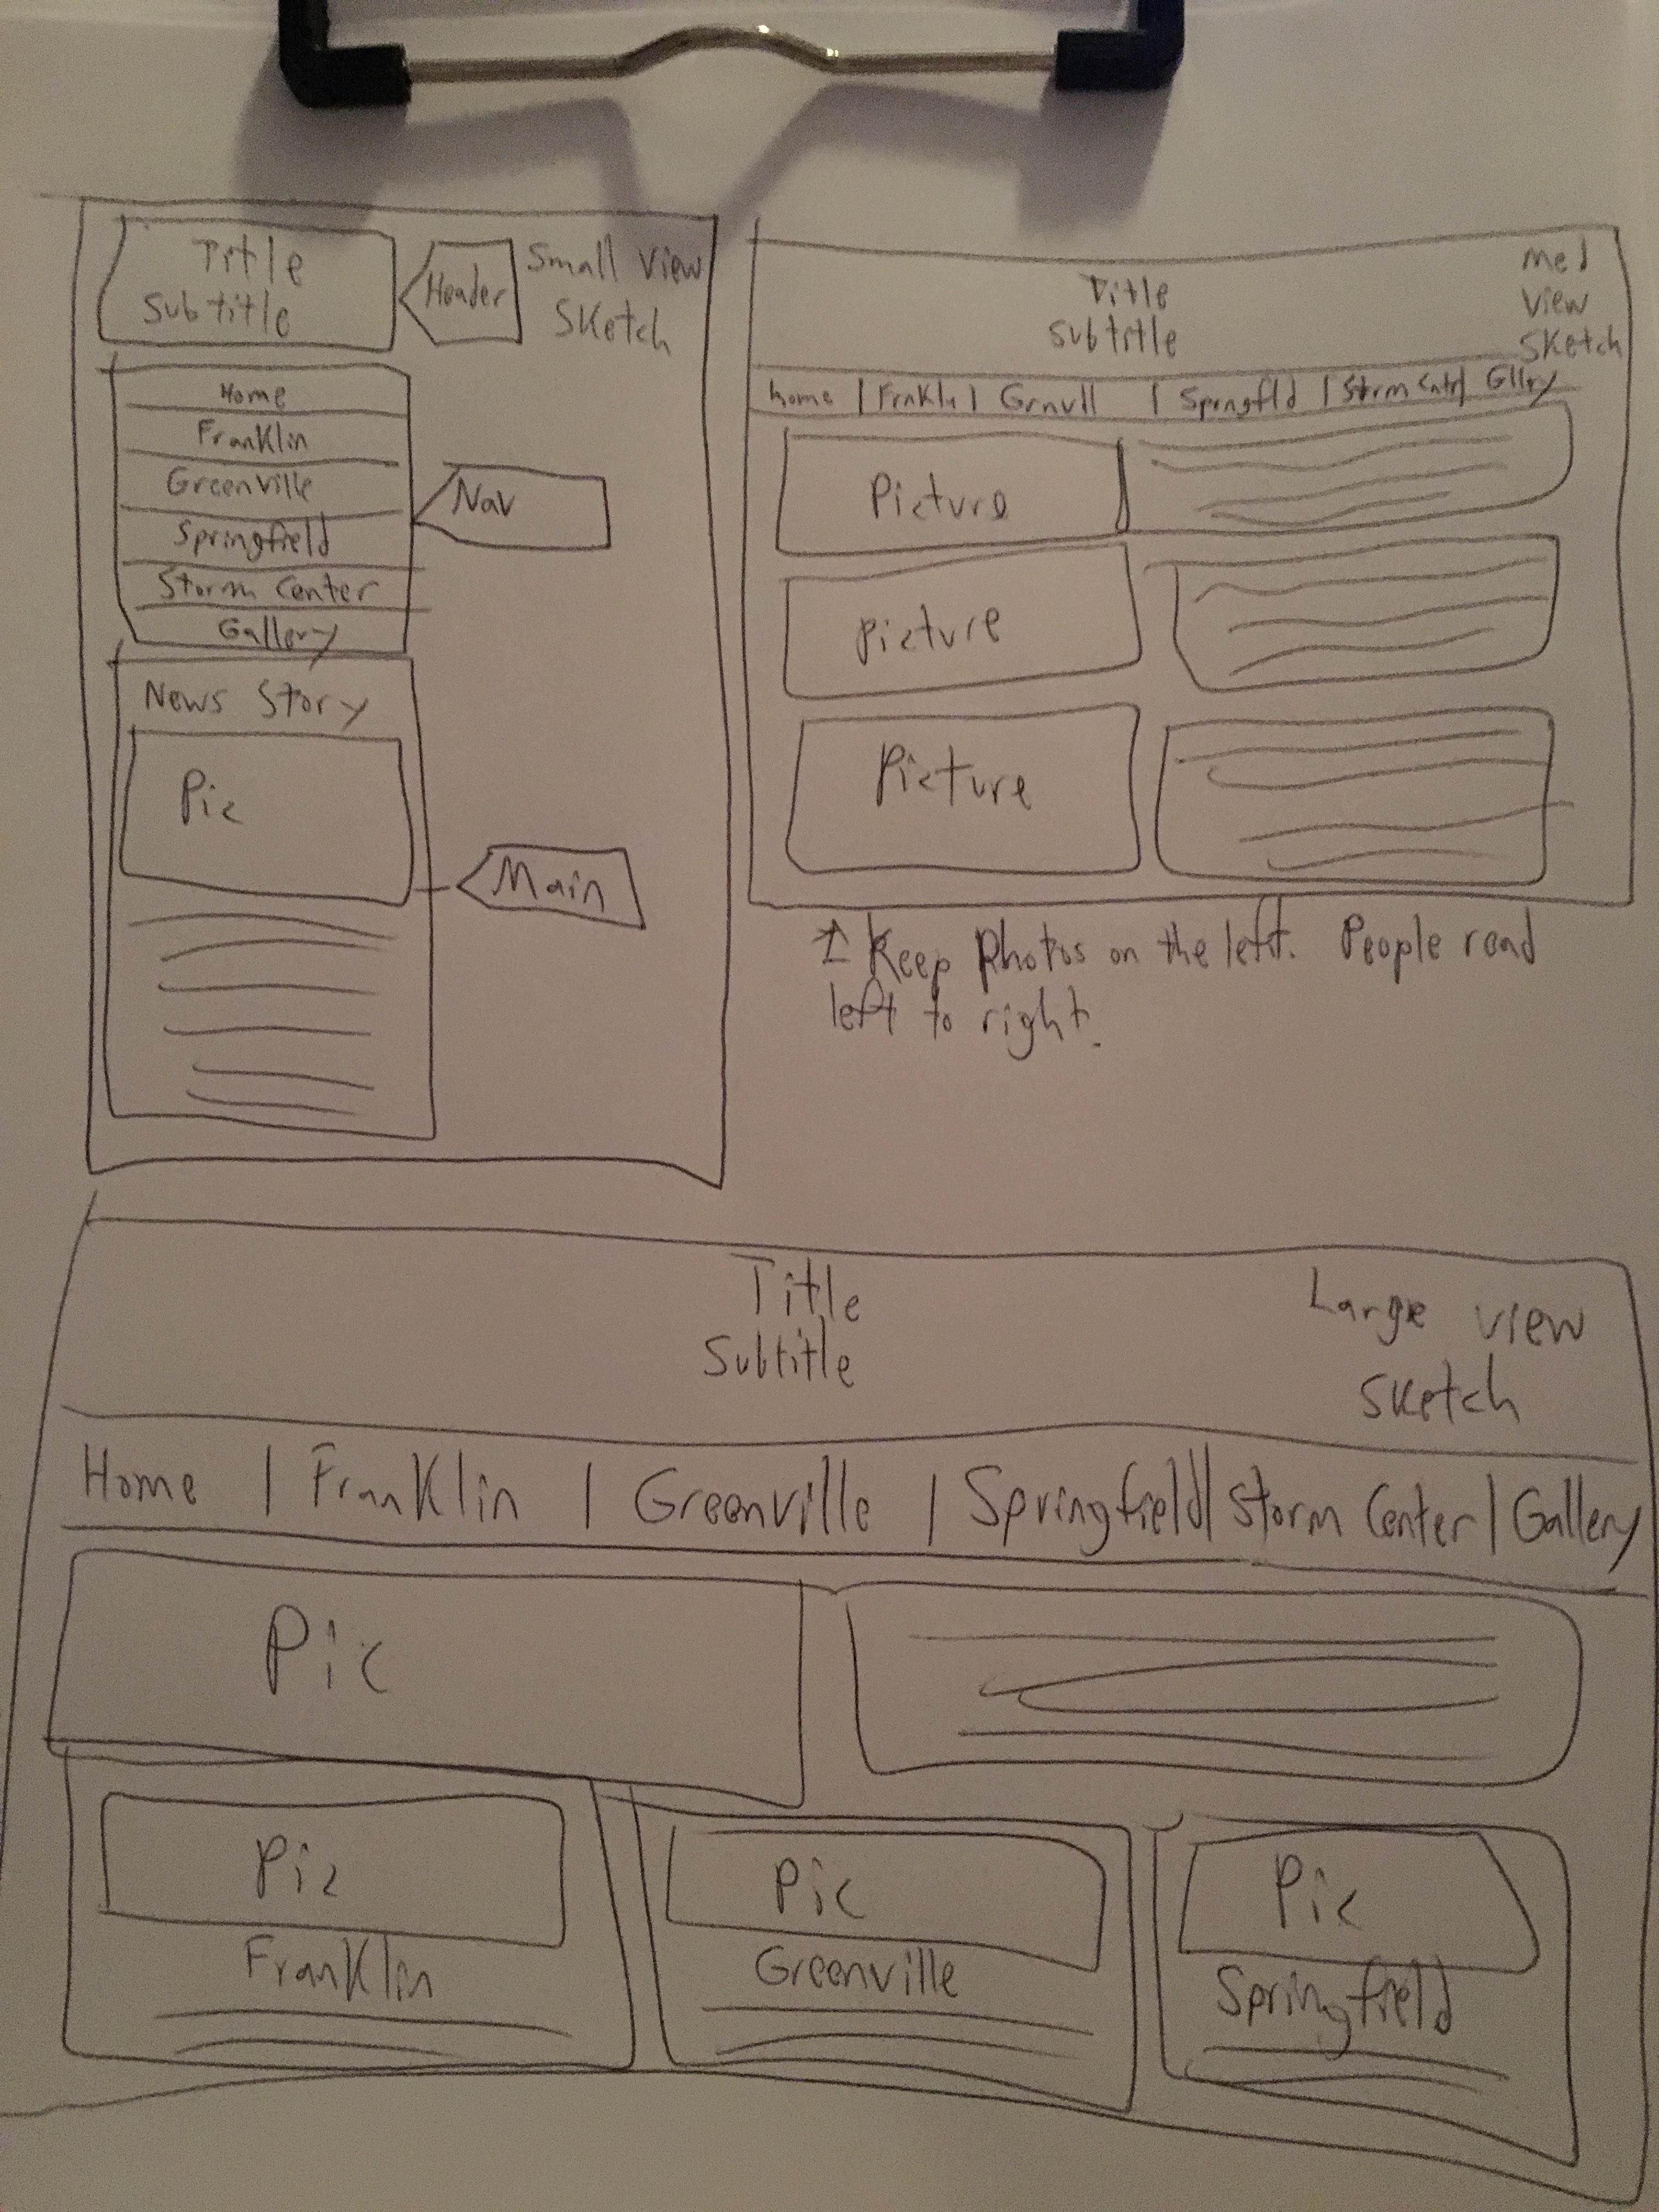 Title
Subtitle
Header
Small View
Sketch
Home
Franklin
Greenville
Springfield
Storm Center
Gallery
Nav
News Story
Pic
Main
Title
Subtitle
Med
View
Sketch
home | Frnkln | Grnvll | Springfld | Storm Cntr | Gllry
Picture
Picture
Picture
↑ Keep photos on the left. People read
left to right.
Title
Subtitle
Large view
Sketch
Home | Franklin | Greenville | Springfield | Storm Center | Gallery
Pic
Pic
Franklin
Pic
Greenville
Pic
Springfield